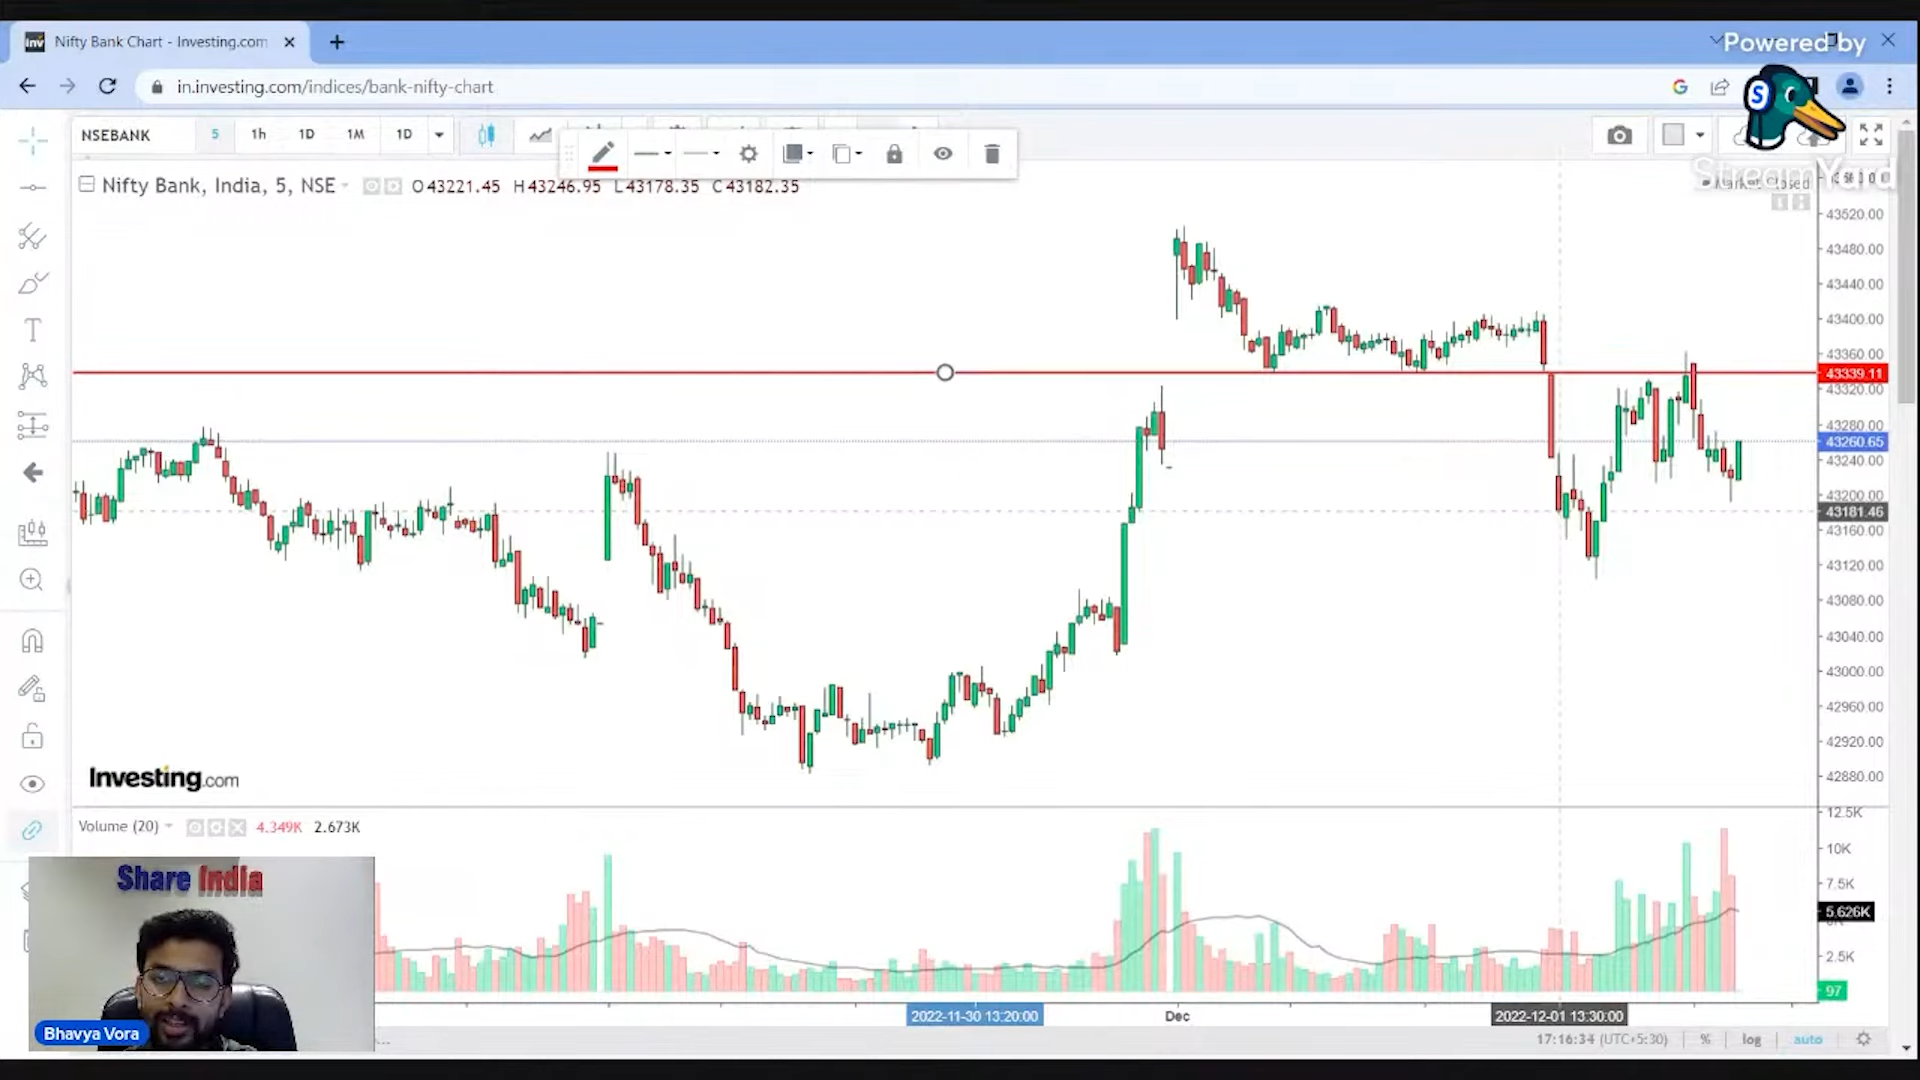 Nifty Bank Chart - Investing.com
Powered by
in.investing.com/indices/bank-nifty-chart
S
NSEBANK 5 1h 1D 1M 1D
Nifty Bank, India, 5, NSE O43221.45 H43246.95 L43178.35 C43182.35
StreamYard
Market Closed
43520.00
43480.00
43440.00
43400.00
43360.00
43339.11
43320.00
43280.00
43260.65
43240.00
43200.00
43181.46
43160.00
43120.00
43080.00
43040.00
43000.00
42960.00
42920.00
42880.00
Investing.com
Volume (20) 4.349K 2.673K
12.5K
10K
7.5K
5.626K
2.5K
97
Share India
Bhavya Vora
2022-11-30 13:20:00 Dec 2022-12-01 13:30:00
17:16:34 (UTC+5:30) % log auto